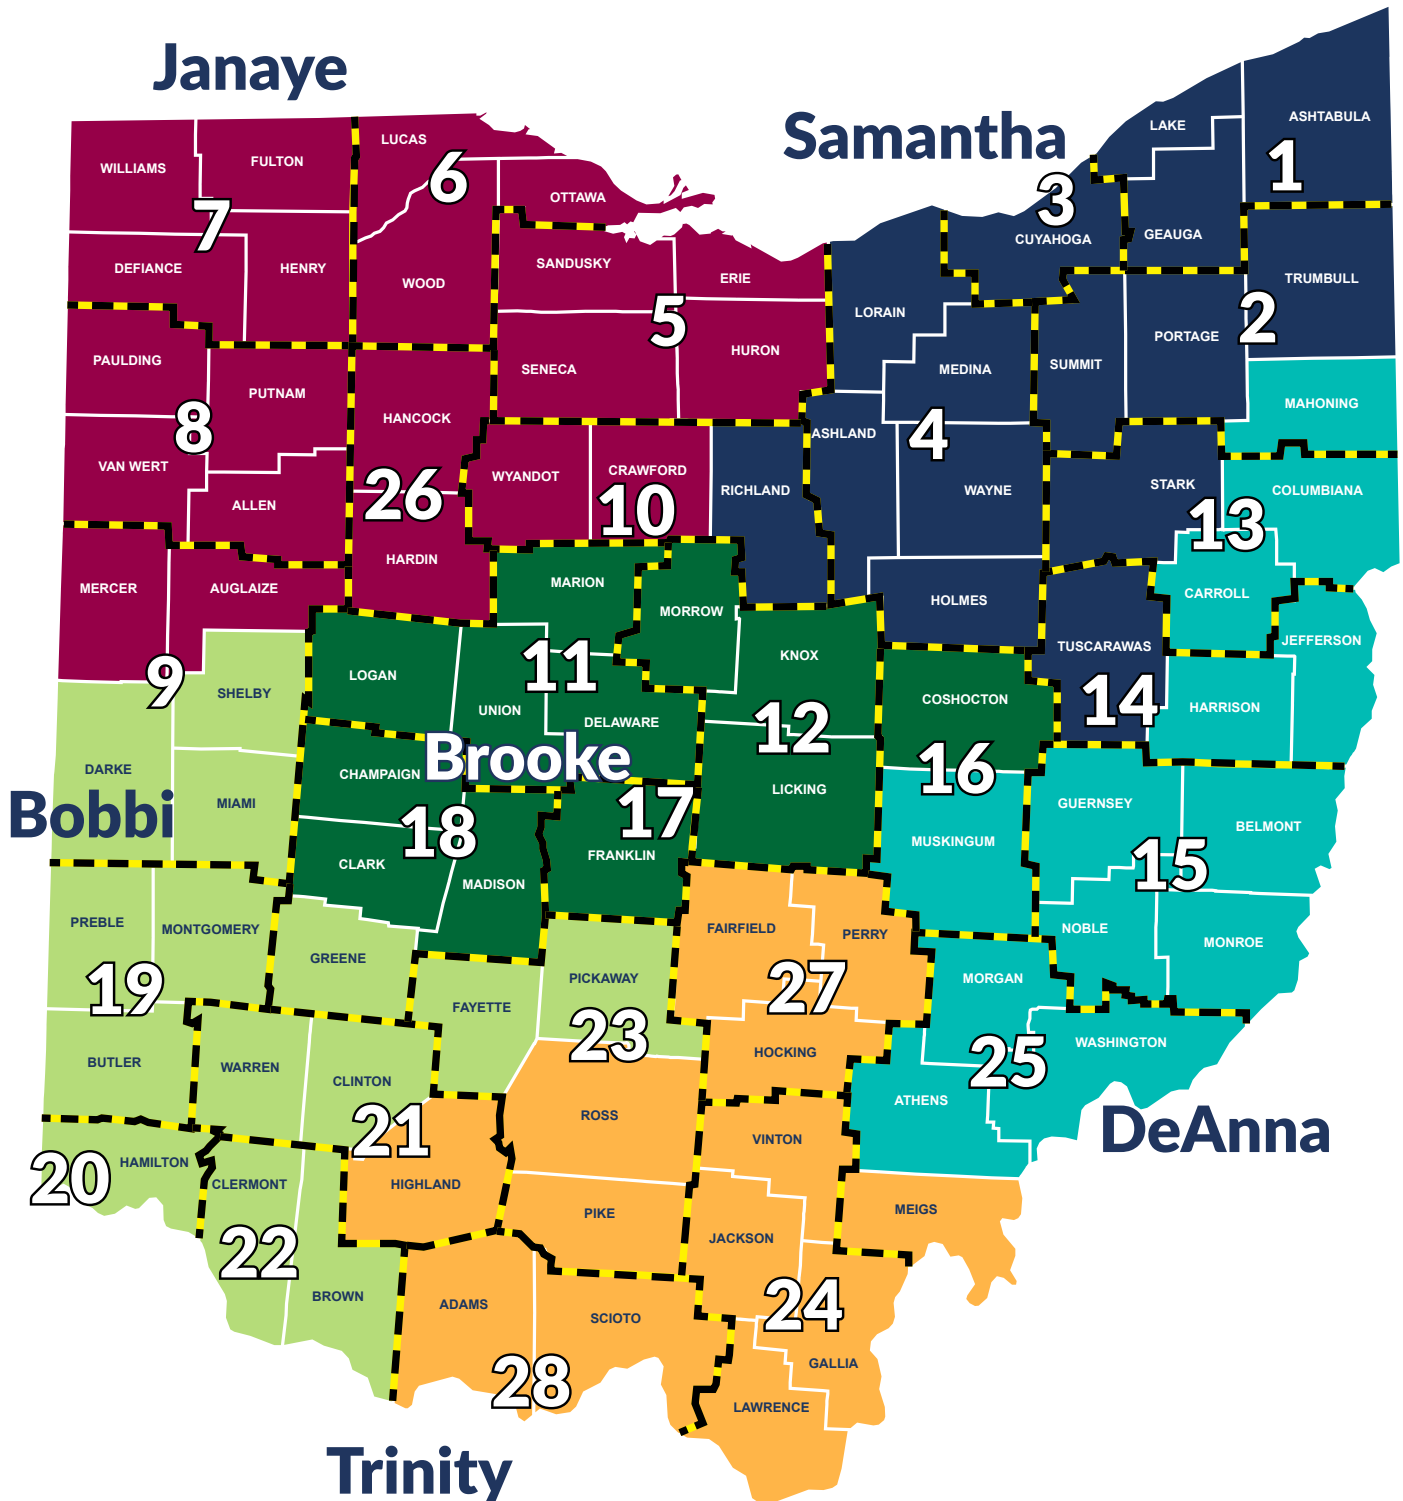 Janaye
Samantha
LAKE
ASHTABULA
1
LUCAS
WILLIAMS
FULTON
6
OTTAWA
3
CUYAHOGA
GEAUGA
7
DEFIANCE
HENRY
WOOD
SANDUSKY
ERIE
TRUMBULL
LORAIN
5
2
PAULDING
HURON
SENECA
MEDINA
SUMMIT
PORTAGE
PUTNAM
HANCOCK
8
MAHONING
ASHLAND
4
VAN WERT
WYANDOT
CRAWFORD
RICHLAND
WAYNE
STARK
COLUMBIANA
ALLEN
26
10
13
HARDIN
MERCER
AUGLAIZE
MARION
MORROW
HOLMES
CARROLL
JEFFERSON
TUSCARAWAS
KNOX
LOGAN
11
9
SHELBY
UNION
DELAWARE
COSHOCTON
14
HARRISON
12
Brooke
DARKE
CHAMPAIGN
16
Bobbi
MIAMI
LICKING
GUERNSEY
17
BELMONT
18
CLARK
FRANKLIN
MUSKINGUM
15
MADISON
PREBLE
MONTGOMERY
FAIRFIELD
PERRY
NOBLE
MONROE
GREENE
PICKAWAY
MORGAN
19
FAYETTE
27
23
BUTLER
WARREN
CLINTON
HOCKING
WASHINGTON
25
ATHENS
ROSS
21
VINTON
DeAnna
20
HAMILTON
CLERMONT
HIGHLAND
PIKE
MEIGS
22
JACKSON
BROWN
ADAMS
SCIOTO
24
GALLIA
28
LAWRENCE
Trinity